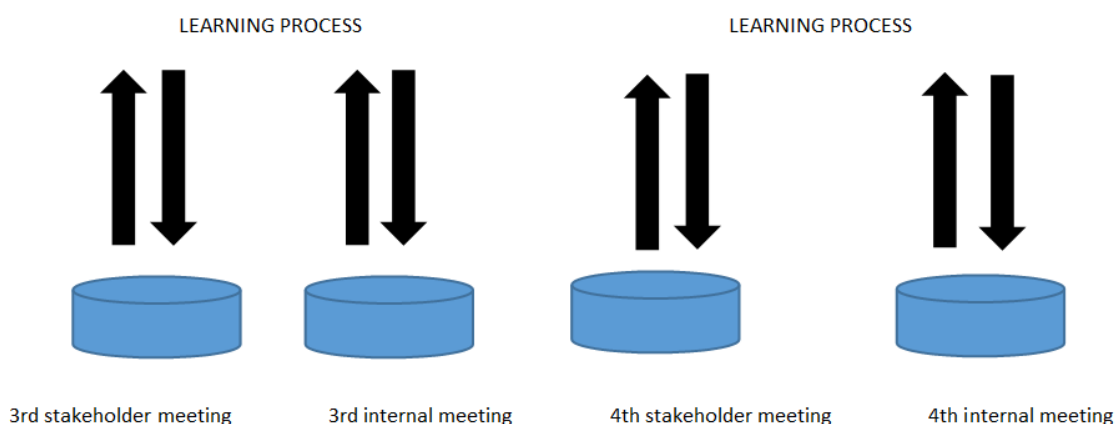 LEARNING PROCESS
LEARNING PROCESS
3rd stakeholder meeting
3rd internal meeting
4th stakeholder meeting
4th internal meeting